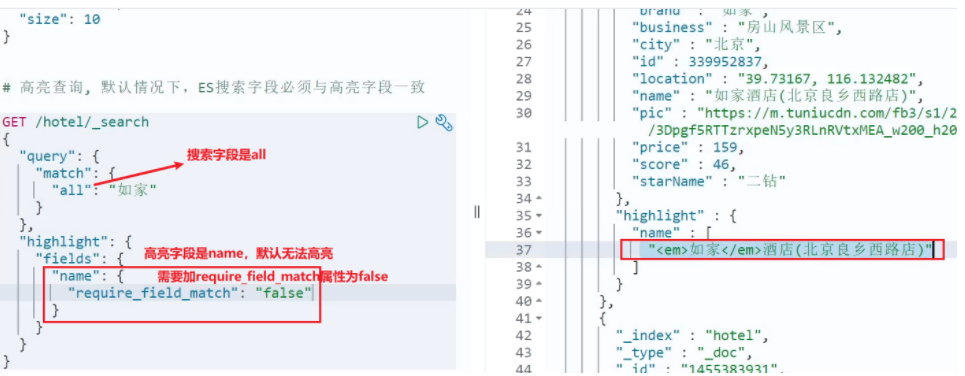 "size": 10
}
# 高亮查询, 默认情况下，ES搜索字段必须与高亮字段一致
GET /hotel/_search
{
"query": {
搜索字段是all
"match": {
"all": "如家"
}
},
"highlight": {
高亮字段是name，默认无法高亮
"fields": {
"name": {
需要加require_field_match属性为false
"require_field_match": "false"
}
}
}
}
24 "brand" : "如家",
25 "business" : "房山风景区",
26 "city" : "北京",
27 "id" : 339952837,
28 "location" : "39.73167, 116.132482",
29 "name" : "如家酒店(北京良乡西路店)",
30 "pic" : "https://m.tuniucdn.com/fb3/s1/2
/3Dpgf5RTTzrxpeN5y3RLnRVtxMEA_w200_h20
31 "price" : 159,
32 "score" : 46,
33 "starName" : "二钻"
34 },
35 "highlight" : {
36 "name" : [
37 "<em>如家</em>酒店(北京良乡西路店)"
38 ]
39 }
40 },
41 {
42 "_index" : "hotel",
43 "_type" : "_doc",
44 "_id" : "1455383931",